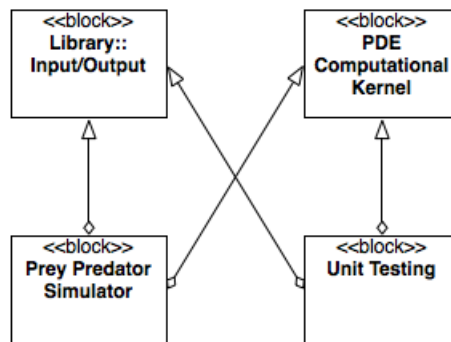 <<block>>
Library::
Input/Output
<<block>>
PDE
Computational
Kernel
<<block>>
Prey Predator
Simulator
<<block>>
Unit Testing